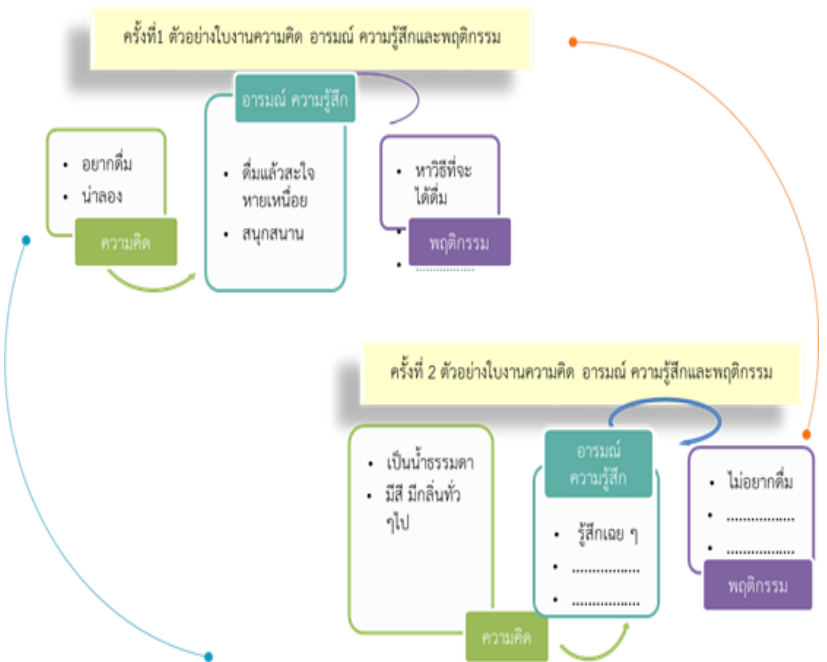 ครั้งที่1 ตัวอย่างใบงานความคิด อารมณ์ ความรู้สึกและพฤติกรรม
• อยากดื่ม
• น่าลอง
ความคิด
อารมณ์ ความรู้สึก
• ดื่มแล้วสะใจ
หายเหนื่อย
• สนุกสนาน
• หาวิธีที่จะ
ได้ดื่ม
•
พฤติกรรม
• .................
ครั้งที่ 2 ตัวอย่างใบงานความคิด อารมณ์ ความรู้สึกและพฤติกรรม
• เป็นน้ำธรรมดา
• มีสี มีกลิ่นทั่ว
ๆไป
ความคิด
อารมณ์
ความรู้สึก
• รู้สึกเฉย ๆ
• .................
• .................
• ไม่อยากดื่ม
• .................
• .................
พฤติกรรม